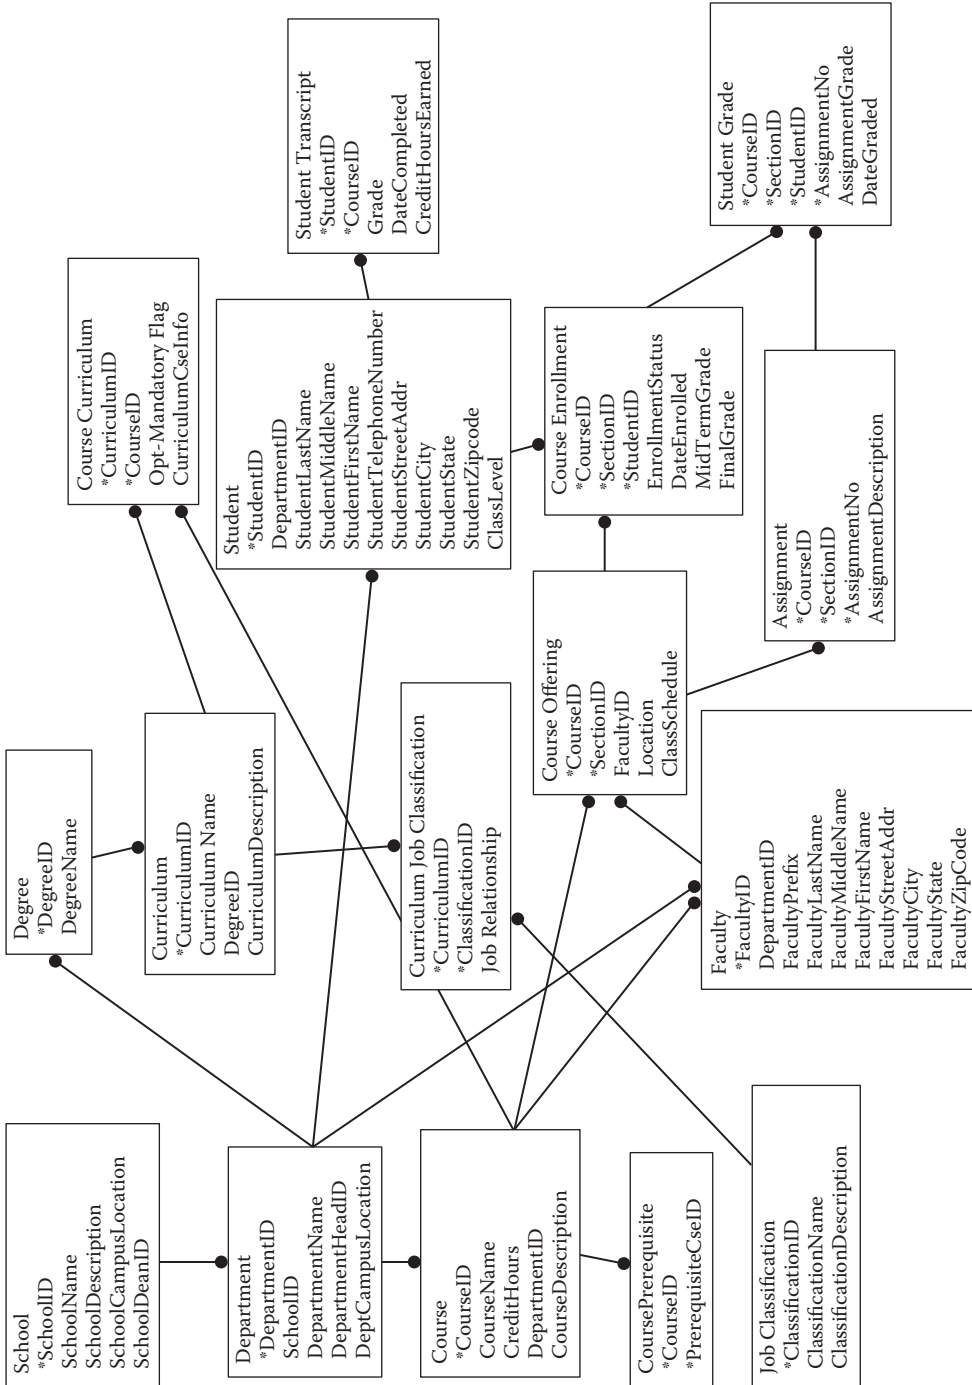 School
*SchoolID
SchoolName
SchoolDescription
SchoolCampusLocation
SchoolDeanID
Department
*DepartmentID
SchoolID
DepartmentName
DepartmentHeadID
DeptCampusLocation
Course
*CourseID
CourseName
CreditHours
DepartmentID
CourseDescription
CoursePrerequisite
*CourseID
*PrerequisiteCseID
Job Classification
*ClassificationID
ClassificationName
ClassificationDescription
Degree
*DegreeID
DegreeName
Curriculum
*CurriculumID
Curriculum Name
DegreeID
CurriculumDescription
Curriculum Job Classification
*CurriculumID
*ClassificationID
Job Relationship
Faculty
*FacultyID
DepartmentID
FacultyPrefix
FacultyLastName
FacultyMiddleName
FacultyFirstName
FacultyStreetAddr
FacultyCity
FacultyState
FacultyZipCode
Course Offering
*CourseID
*SectionID
FacultyID
Location
ClassSchedule
Course Curriculum
*CurriculumID
*CourseID
Opt-Mandatory Flag
CurriculumCseInfo
Student
*StudentID
DepartmentID
StudentLastName
StudentMiddleName
StudentFirstName
StudentTelephoneNumber
StudentStreetAddr
StudentCity
StudentState
StudentZipcode
ClassLevel
Course Enrollment
*CourseID
*SectionID
*StudentID
EnrollmentStatus
DateEnrolled
MidTermGrade
FinalGrade
Assignment
*CourseID
*SectionID
*AssignmentNo
AssignmentDescription
Student Transcript
*StudentID
*CourseID
Grade
DateCompleted
CreditHoursEarned
Student Grade
*CourseID
*SectionID
*StudentID
*AssignmentNo
AssignmentGrade
DateGraded